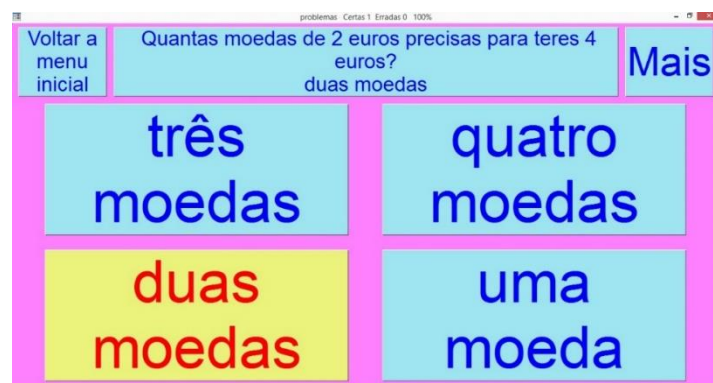 problemas Certas 1 Erradas 0 100%
Voltar a
menu
inicial
Quantas moedas de 2 euros precisas para teres 4
euros?
duas moedas
Mais
três
moedas
quatro
moedas
duas
moedas
uma
moeda